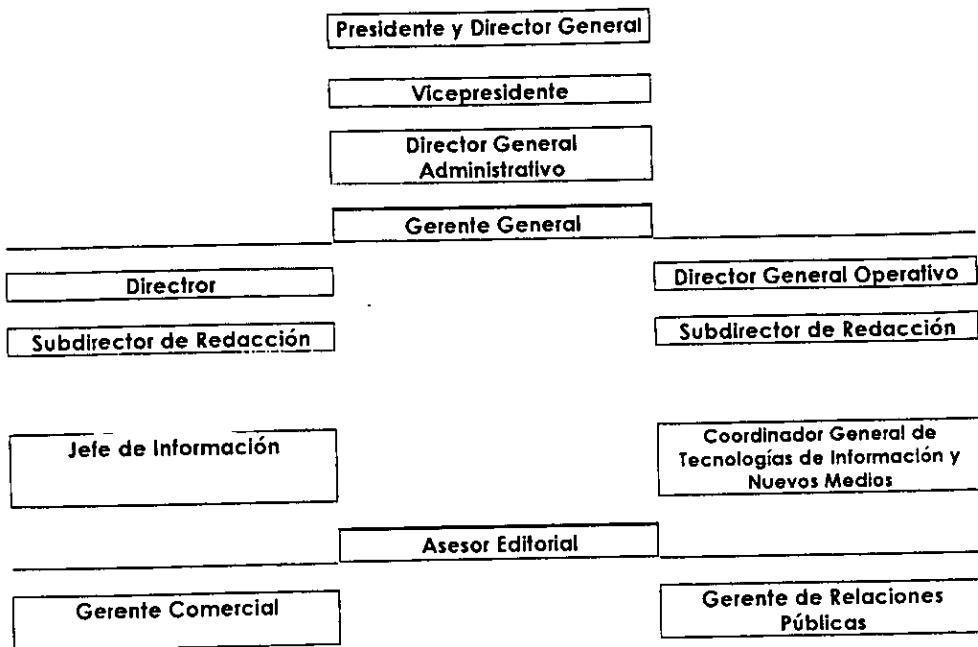 Presidente y Director General
Vicepresidente
Director General
Administrativo
Gerente General
Directror
Director General Operativo
Subdirector de Redacción
Subdirector de Redacción
Jefe de Información
Coordinador General de
Tecnologías de Información y
Nuevos Medios
Asesor Editorial
Gerente Comercial
Gerente de Relaciones
Públicas